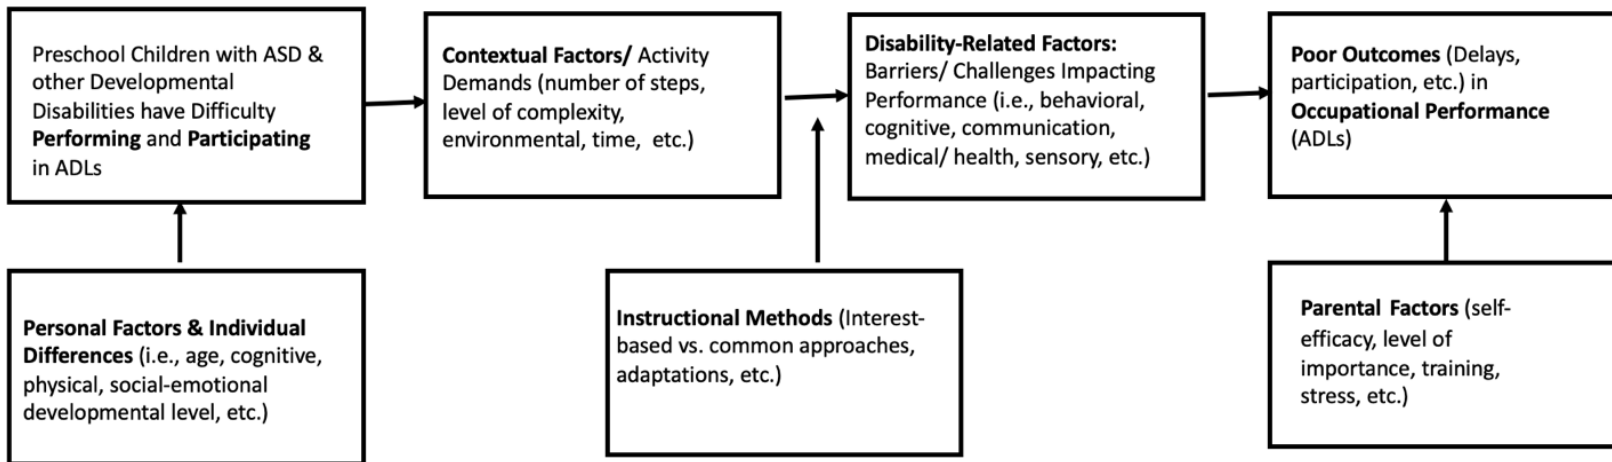 Preschool Children with ASD &
other Developmental
Disabilities have Difficulty
Performing and Participating
in ADLs
Contextual Factors/ Activity
Demands (number of steps,
level of complexity,
environmental, time, etc.)
Disability-Related Factors:
Barriers/ Challenges Impacting
Performance (i.e., behavioral,
cognitive, communication,
medical/ health, sensory, etc.)
Poor Outcomes (Delays,
participation, etc.) in
Occupational Performance
(ADLs)
Personal Factors & Individual
Differences (i.e., age, cognitive,
physical, social-emotional
developmental level, etc.)
Instructional Methods (Interest-
based vs. common approaches,
adaptations, etc.)
Parental Factors (self-
efficacy, level of
importance, training,
stress, etc.)